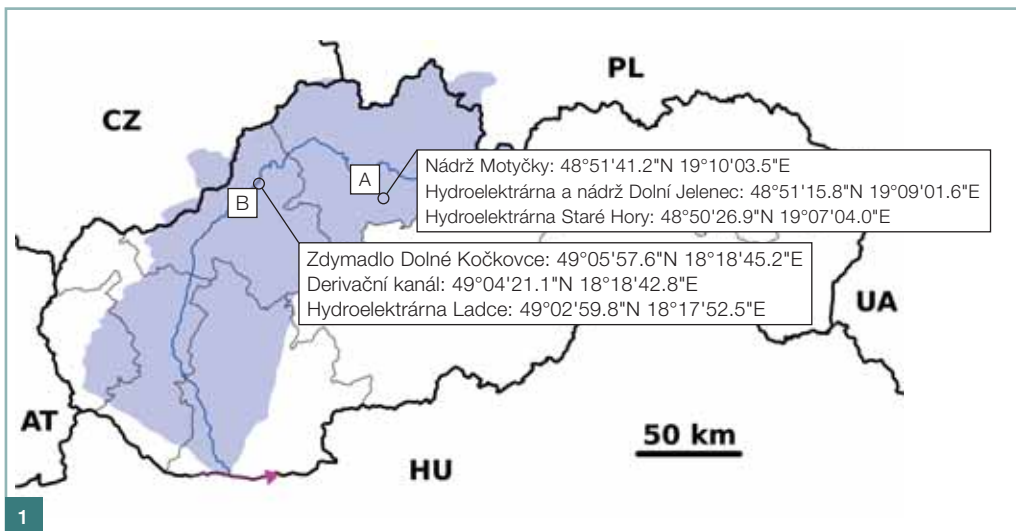 PL
CZ
A
Nádrž Motyčky: 48°51'41.2"N 19°10'03.5"E
Hydroelektrárna a nádrž Dolní Jelenec: 48°51'15.8"N 19°09'01.6"E
Hydroelektrárna Staré Hory: 48°50'26.9"N 19°07'04.0"E
B
Zdymadlo Dolné Kočkovce: 49°05'57.6"N 18°18'45.2"E
Derivační kanál: 49°04'21.1"N 18°18'42.8"E
Hydroelektrárna Ladce: 49°02'59.8"N 18°17'52.5"E
UA
AT
50 km
HU
1